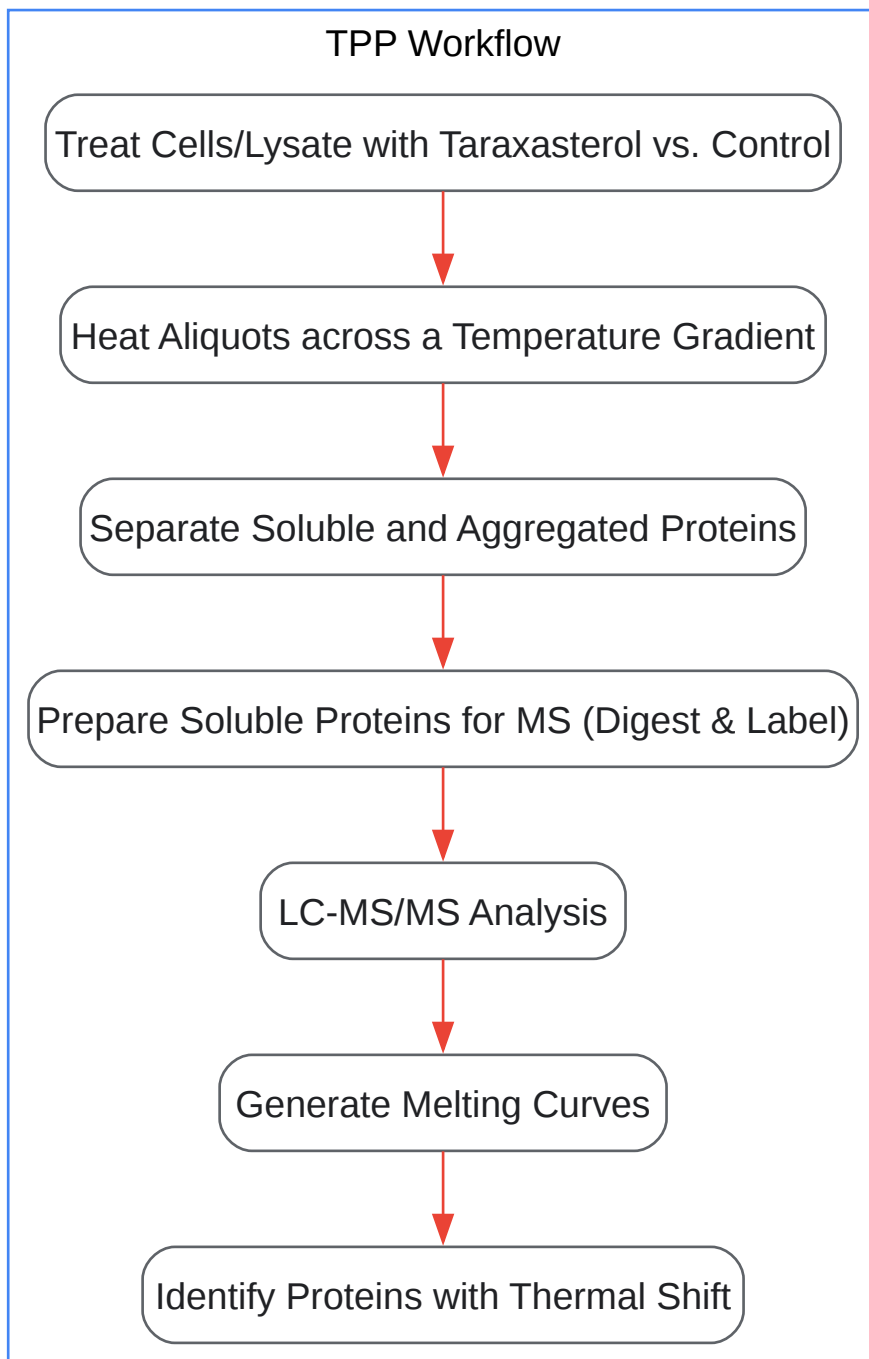 TPP Workflow
Treat Cells/Lysate with Taraxasterol vs. Control
Heat Aliquots across a Temperature Gradient
Separate Soluble and Aggregated Proteins
Prepare Soluble Proteins for MS (Digest & Label)
LC-MS/MS Analysis
Generate Melting Curves
Identify Proteins with Thermal Shift